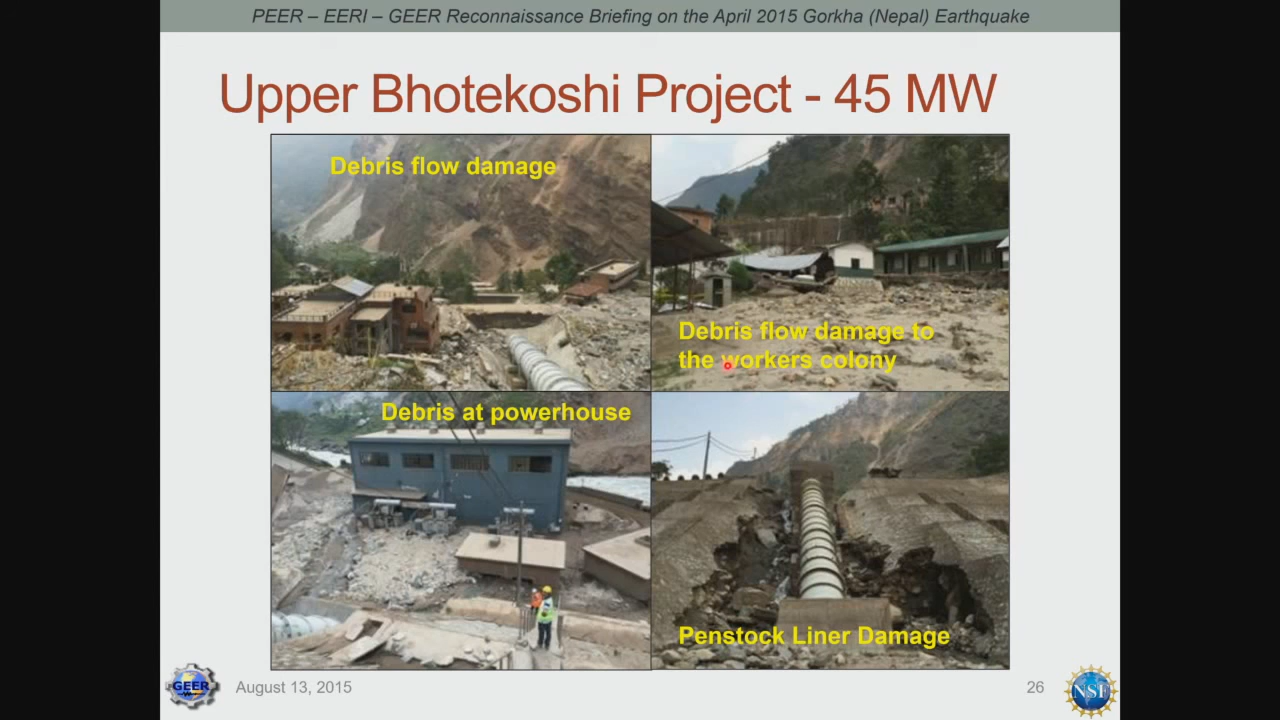 PEER – EERI – GEER Reconnaissance Briefing on the April 2015 Gorkha (Nepal) Earthquake
Upper Bhotekoshi Project - 45 MW
Debris flow damage
Debris flow damage to
the workers colony
Debris at powerhouse
Penstock Liner Damage
GEER
August 13, 2015
26
NSF